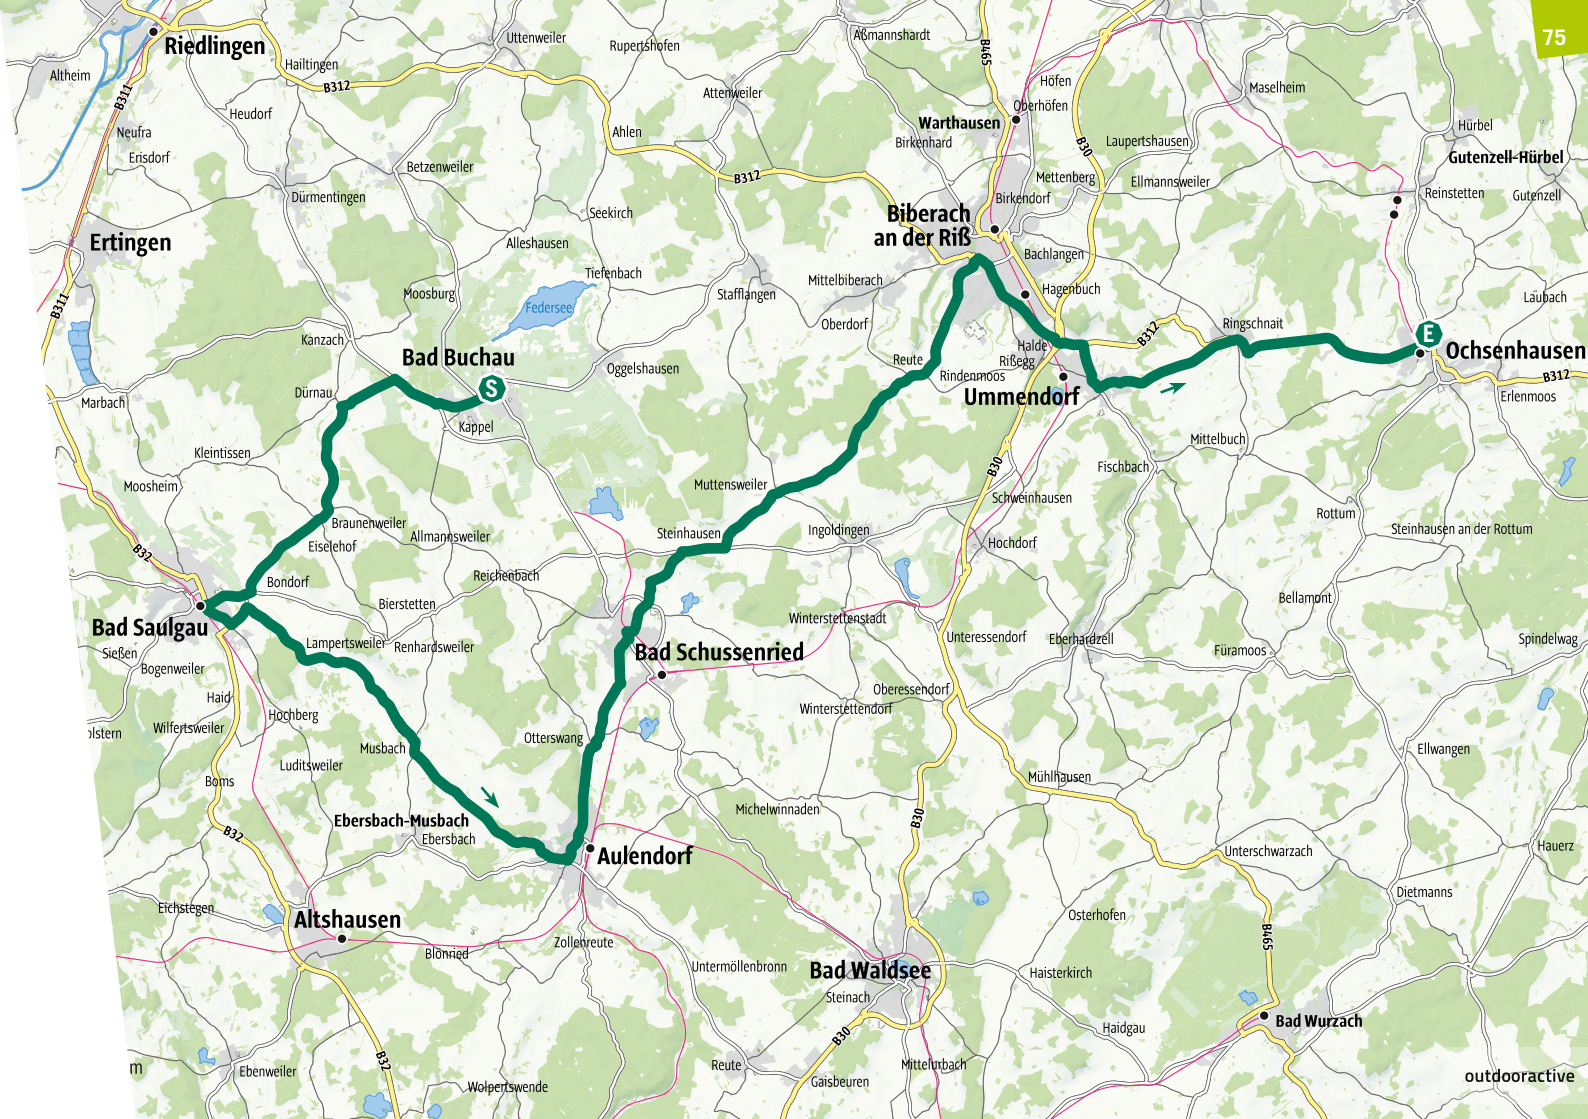 75
Riedlingen
Altheim
Hailtingen
Uttenweiler
Rupertshofen
Aßmannshardt
B465
Höfen
Oberhöfen
Maselheim
B311
B312
Heudorf
Attenweiler
Warthausen
Birkenhard
Neufra
Erisdorf
Ahlen
Betzenweiler
B30
Laupertshausen
Hürbel
Gutenzell-Hürbel
Reinstetten
Gutenzell
B312
Mettenberg
Ellmannsweiler
Birkendorf
Dürmentingen
Seekirch
Biberach
an der Riß
Ertingen
Alleshausen
Bachlangen
Tiefenbach
Mittelbiberach
Hagenbuch
Moosburg
Stafflangen
Federsee
Laubach
B311
Oberdorf
B312
Ringschnait
Kanzach
Bad Buchau
S
Oggelshausen
Reute
Halde
Rißegg
Rindenmoos
Ummendorf
E
Ochsenhausen
B312
Erlenmoos
Dürnau
Marbach
Kappel
Kleintissen
Mittelbuch
Fischbach
B30
Moosheim
Muttensweiler
Schweinhausen
Rottum
Braunenweiler
Eiselehof
Allmannsweiler
Steinhausen
Ingoldingen
Steinhausen an der Rottum
Hochdorf
B32
Bondorf
Reichenbach
Bierstetten
Bellamont
Winterstettenstadt
Bad Saulgau
Lampertsweiler
Renhardsweiler
Bad Schussenried
Unteressendorf
Eberhardzell
Füramoos
Spindelwag
Sießen
Bogenweiler
Haid
Oberessendorf
Winterstettendorf
Hochberg
Wilfertsweiler
olstern
Otterswang
Musbach
Luditsweiler
Ellwangen
Boms
Mühlhausen
Michelwinnaden
Ebersbach-Musbach
Ebersbach
B32
B30
Aulendorf
Unterschwarzach
Hauerz
Dietmanns
Eichstegen
Altshausen
Osterhofen
B465
Blönried
Zollenreute
Untermöllenbronn
Bad Waldsee
Haisterkirch
Steinach
Bad Wurzach
Haidgau
B30
B32
m
Ebenweiler
Reute
Mittelurbach
Gaisbeuren
Wolpertswende
outdooractive